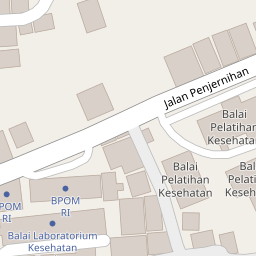 Jalan Penjernihan
Balai
Pelatihan
Kesehatan
Balai
Pelatihan
Kesehatan
Balai
Pelatihan
Kesehatan
BPOM
RI
BPOM
RI
Balai Laboratorium
Kesehatan